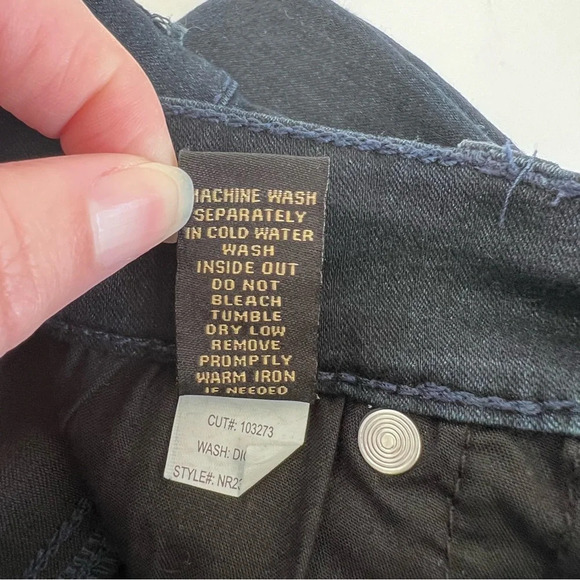 MACHINE WASH
SEPARATELY
IN COLD WATER
WASH
INSIDE OUT
DO NOT
BLEACH
TUMBLE
DRY LOW
REMOVE
PROMPTLY
WARM IRON
IF NEEDED
CUT#: 103273
WASH:
STYLE#: